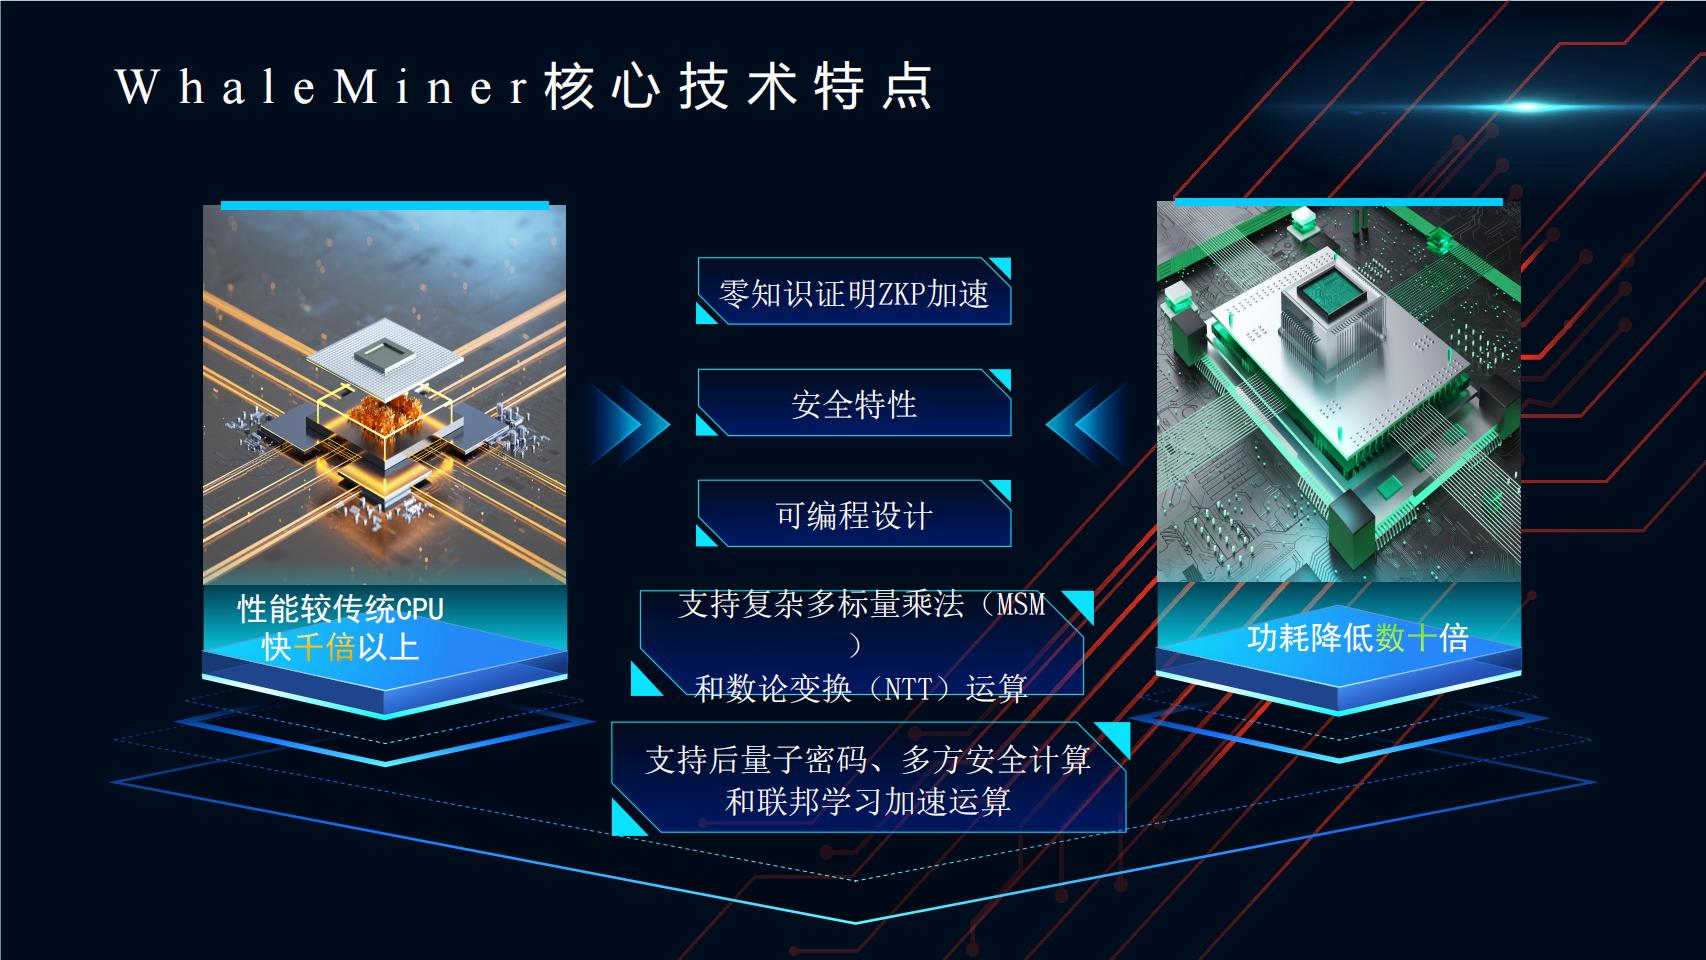 WhaleMiner核心技术特点
零知识证明ZKP加速
安全特性
可编程设计
支持复杂多标量乘法（MSM
）
和数论变换（NTT）运算
支持后量子密码、多方安全计算
和联邦学习加速运算
性能较传统CPU
快千倍以上
功耗降低数十倍